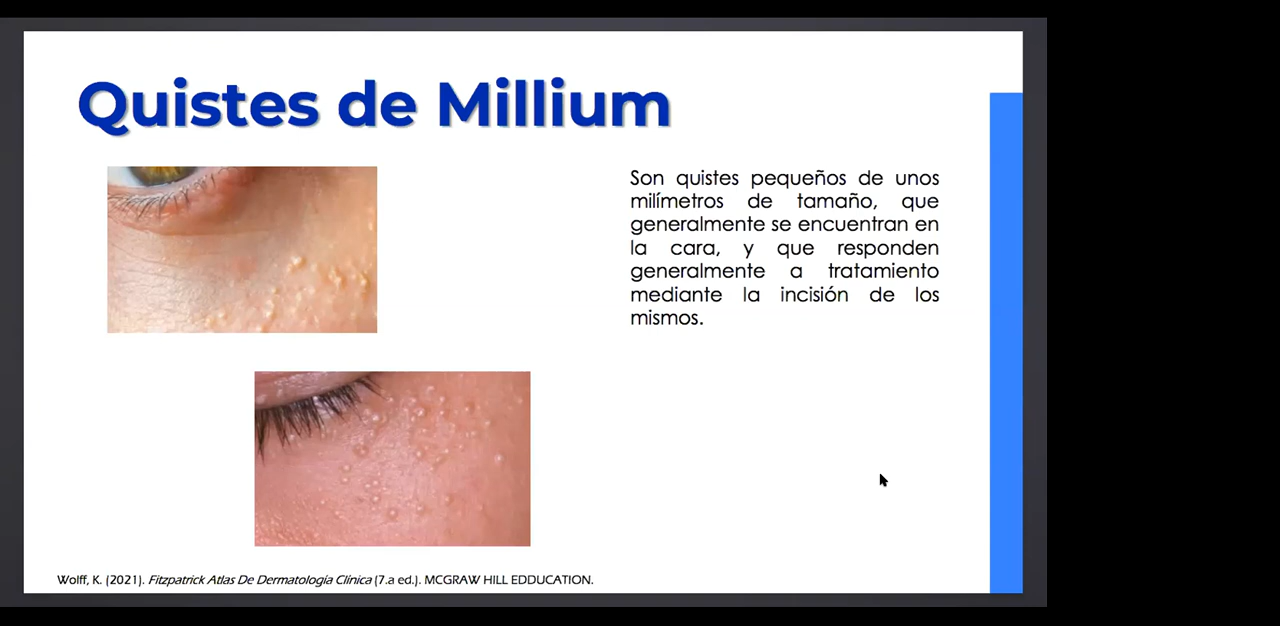 Quistes de Millium
Son quistes pequeños de unos
milímetros de tamaño, que
generalmente se encuentran en
la cara, y que responden
generalmente a tratamiento
mediante la incisión de los
mismos.
Wolff, K. (2021). Fitzpatrick Atlas De Dermatología Clínica (7.a ed.). MCGRAW HILL EDDUCATION.